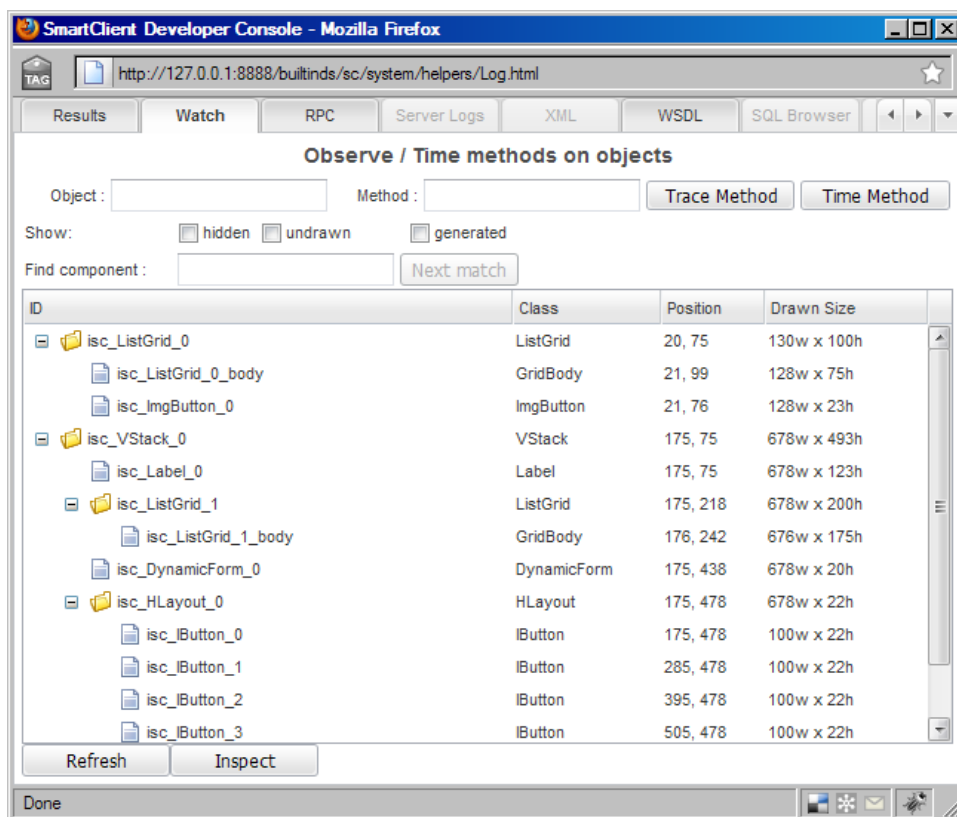 SmartClient Developer Console - Mozilla Firefox
TAG
http://127.0.0.1:8888/builtinds/sc/system/helpers/Log.html
Results Watch RPC Server Logs XML WSDL SQL Browser
Observe / Time methods on objects
Object : Method : Trace Method Time Method
Show: hidden undrawn generated
Find component : Next match
ID Class Position Drawn Size
isc_ListGrid_0 ListGrid 20, 75 130w x 100h
isc_ListGrid_0_body GridBody 21, 99 128w x 75h
isc_ImgButton_0 ImgButton 21, 76 128w x 23h
isc_VStack_0 VStack 175, 75 678w x 493h
isc_Label_0 Label 175, 75 678w x 123h
isc_ListGrid_1 ListGrid 175, 218 678w x 200h
isc_ListGrid_1_body GridBody 176, 242 676w x 175h
isc_DynamicForm_0 DynamicForm 175, 438 678w x 20h
isc_HLayout_0 HLayout 175, 478 678w x 22h
isc_IButton_0 IButton 175, 478 100w x 22h
isc_IButton_1 IButton 285, 478 100w x 22h
isc_IButton_2 IButton 395, 478 100w x 22h
isc_IButton_3 IButton 505, 478 100w x 22h
Refresh Inspect
Done